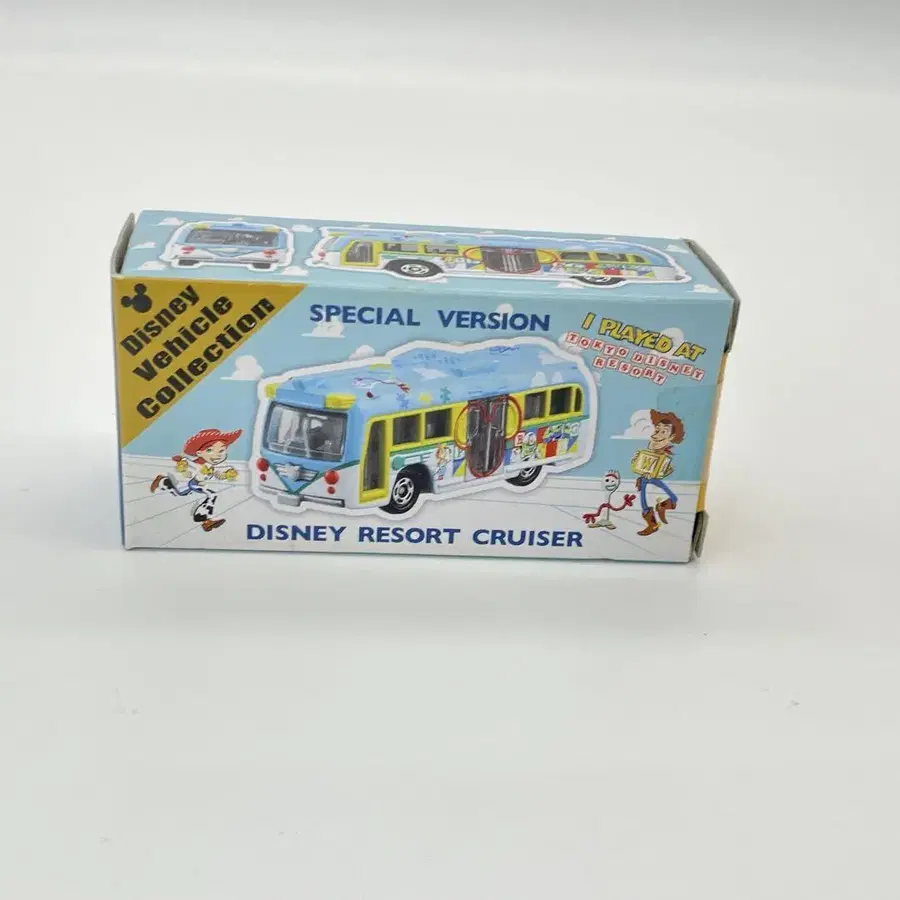 Disney
Vehicle
Collection
SPECIAL VERSION
I PLAYED AT
TOKYO DISNEY
RESORT
W
DISNEY RESORT CRUISER